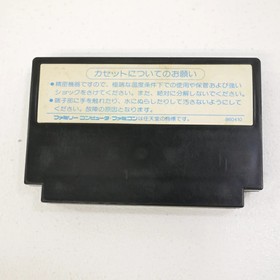 カセットについてのお願い
●精密機器ですので、極端な温度条件下での使用や保管および強い
ショックをさけてください。また、絶対に分解しないでください。
●端子部に手を触れたり、水にぬらしたりして汚さないようにして
ください。故障の原因となります。
ファミリーコンピュータ・ファミコンは任天堂の商標です。